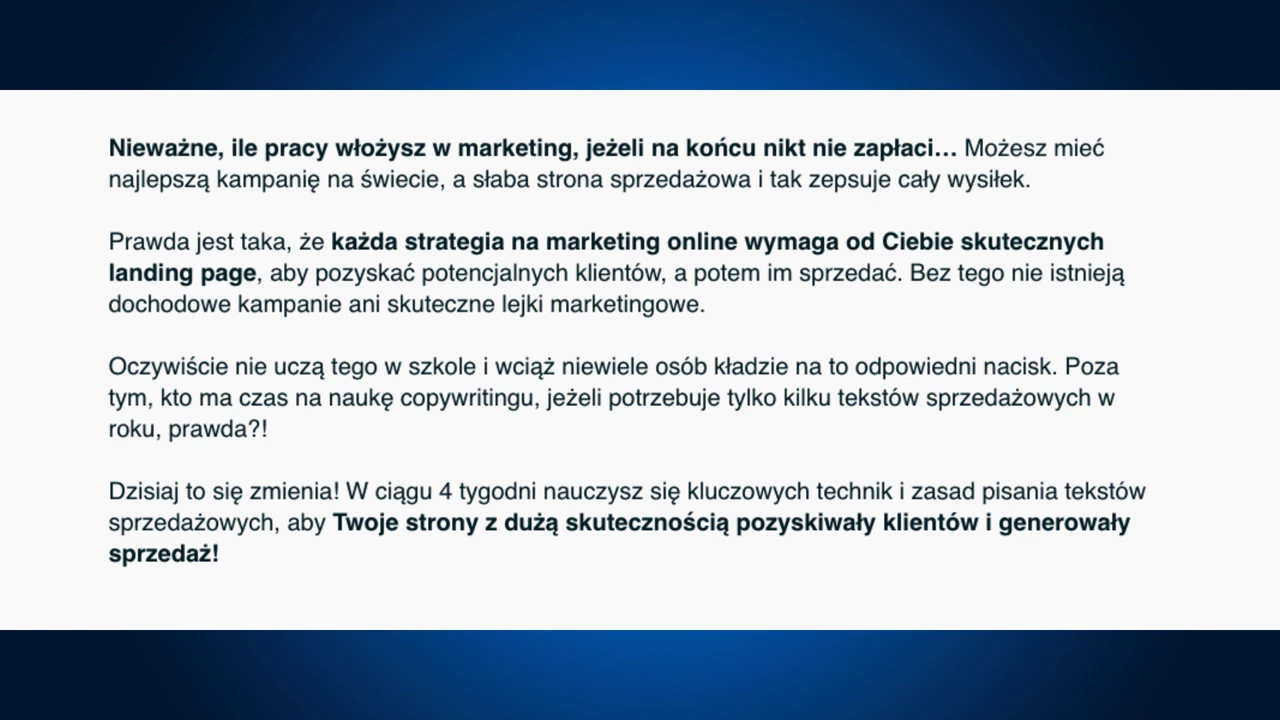 Nieważne, ile pracy włożysz w marketing, jeżeli na końcu nikt nie zapłaci... Możesz mieć
najlepszą kampanię na świecie, a słaba strona sprzedażowa i tak zepsuje cały wysiłek.
Prawda jest taka, że każda strategia na marketing online wymaga od Ciebie skutecznych
landing page, aby pozyskać potencjalnych klientów, a potem im sprzedać. Bez tego nie istnieją
dochodowe kampanie ani skuteczne lejki marketingowe.
Oczywiście nie uczą tego w szkole i wciąż niewiele osób kładzie na to odpowiedni nacisk. Poza
tym, kto ma czas na naukę copywritingu, jeżeli potrzebuje tylko kilku tekstów sprzedażowych w
roku, prawda?!
Dzisiaj to się zmienia! W ciągu 4 tygodni nauczysz się kluczowych technik i zasad pisania tekstów
sprzedażowych, aby Twoje strony z dużą skutecznością pozyskiwały klientów i generowały
sprzedaż!